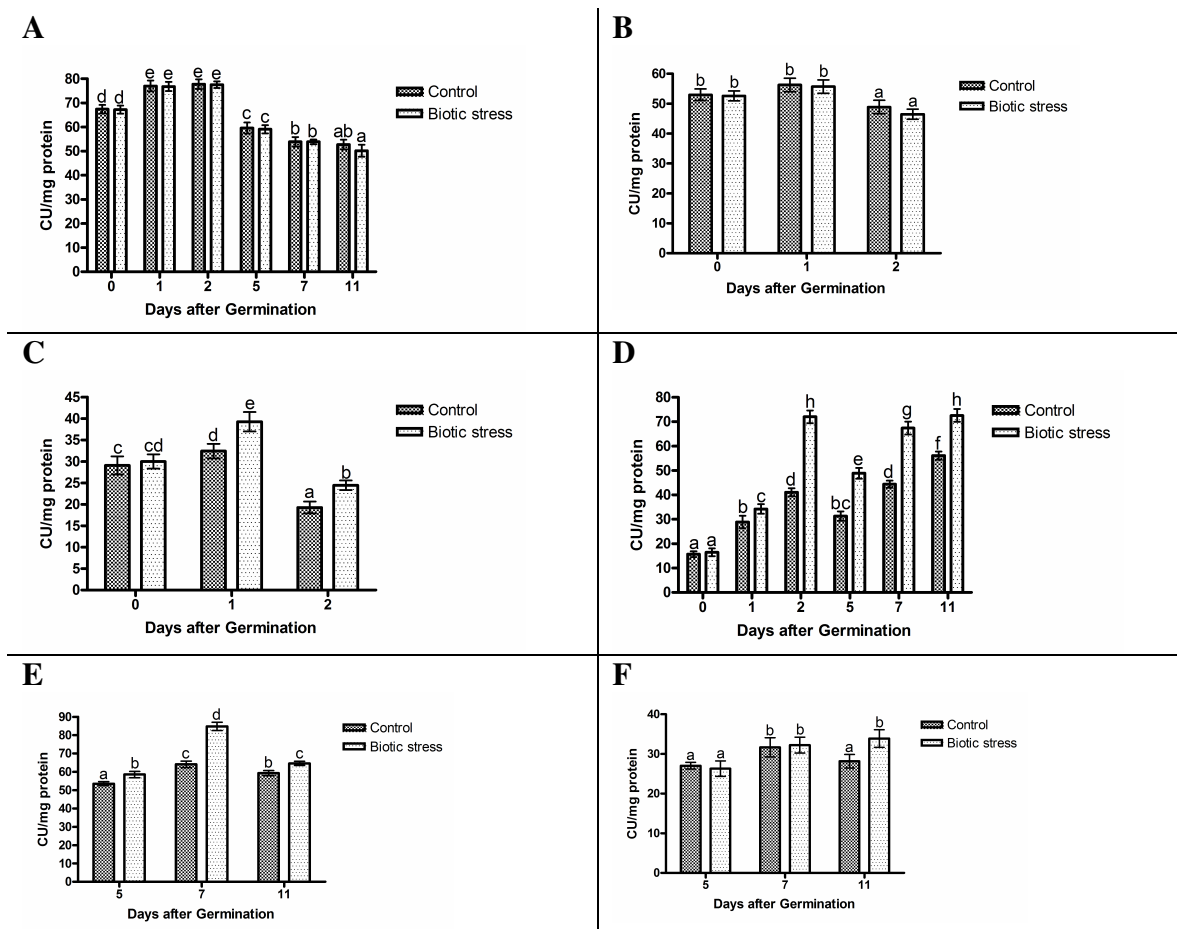 A
80
70
60
50
40
30
20
10
0
CU/mg protein
d d e e e e c c b b ab a
0 1 2 5 7 11
Days after Germination
Control
Biotic stress
B
60
50
40
30
20
10
0
CU/mg protein
b b b b a a
0 1 2
Days after Germination
Control
Biotic stress
C
45
40
35
30
25
20
15
10
5
0
CU/mg protein
c cd d e a b
0 1 2
Days after Germination
Control
Biotic stress
D
80
70
60
50
40
30
20
10
0
CU/mg protein
a a b c d h bc e d g f h
0 1 2 5 7 11
Days after Germination
Control
Biotic stress
E
90
80
70
60
50
40
30
20
10
0
CU/mg protein
a b c d b c
5 7 11
Days after Germination
Control
Biotic stress
F
40
30
20
10
0
CU/mg protein
a a b b a b
5 7 11
Days after Germination
Control
Biotic stress